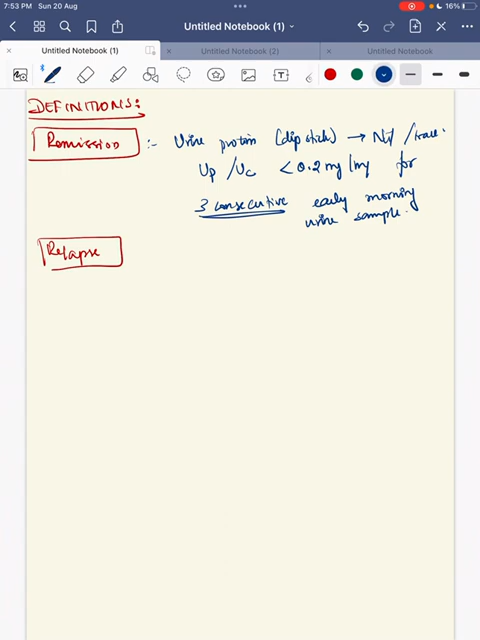 7:53 PM Sun 20 Aug
16%
Untitled Notebook (1)
Untitled Notebook (1)
Untitled Notebook (2)
Untitled Notebook
DEFINITIONS:
Remission :- Urine protein (dipstick) → Nil / trace.
Up / Uc < 0.2 mg / mg for
3 consecutive early morning
urine sample.
Relapse